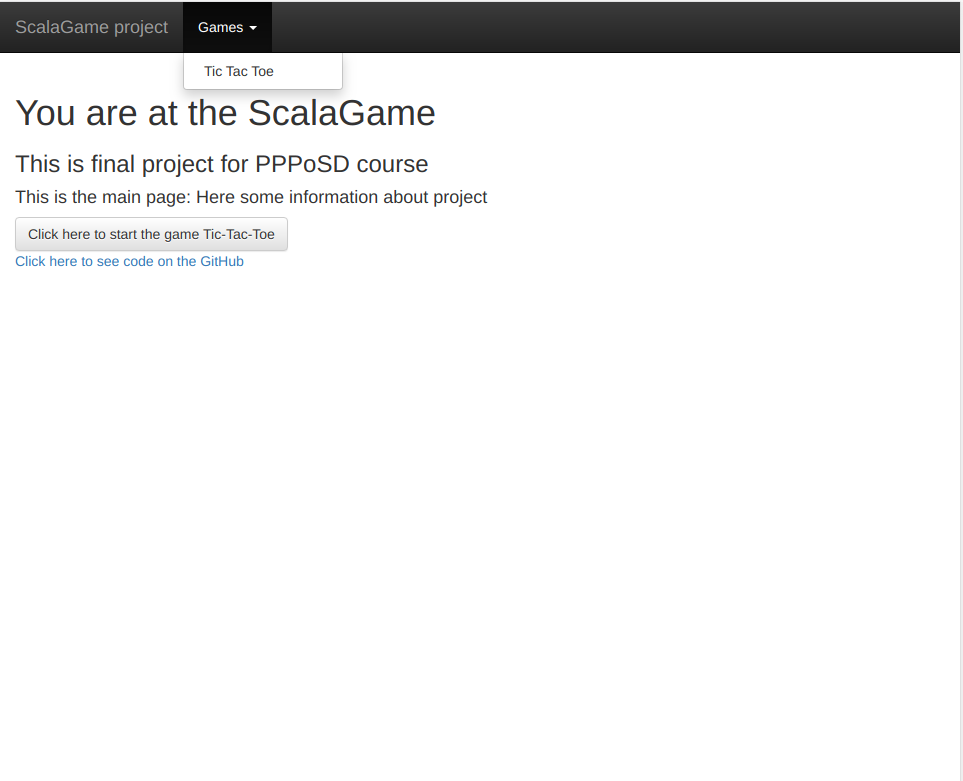 ScalaGame project Games
Tic Tac Toe
You are at the ScalaGame
This is final project for PPPoSD course
This is the main page: Here some information about project
Click here to start the game Tic-Tac-Toe
Click here to see code on the GitHub